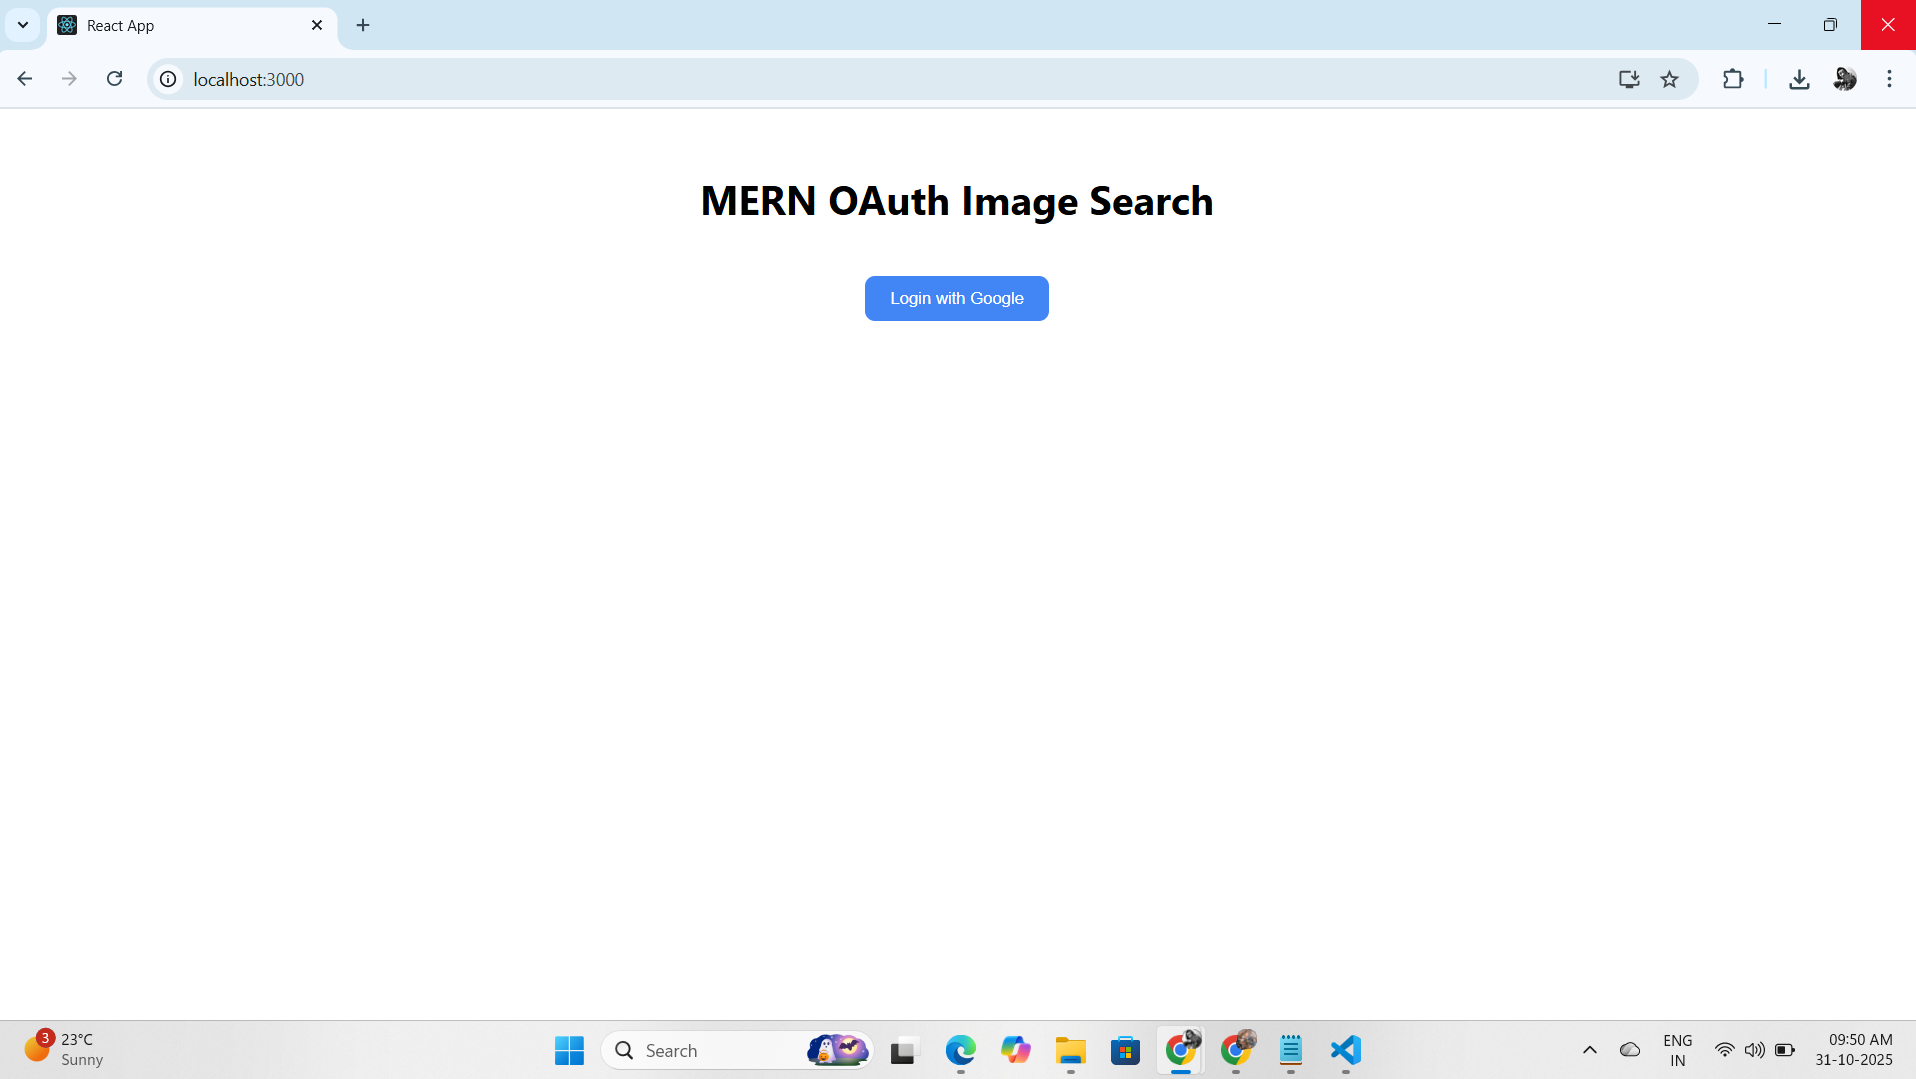 React App
localhost:3000
MERN OAuth Image Search
Login with Google
3
23°C
Sunny
Search
ENG
IN
09:50 AM
31-10-2025